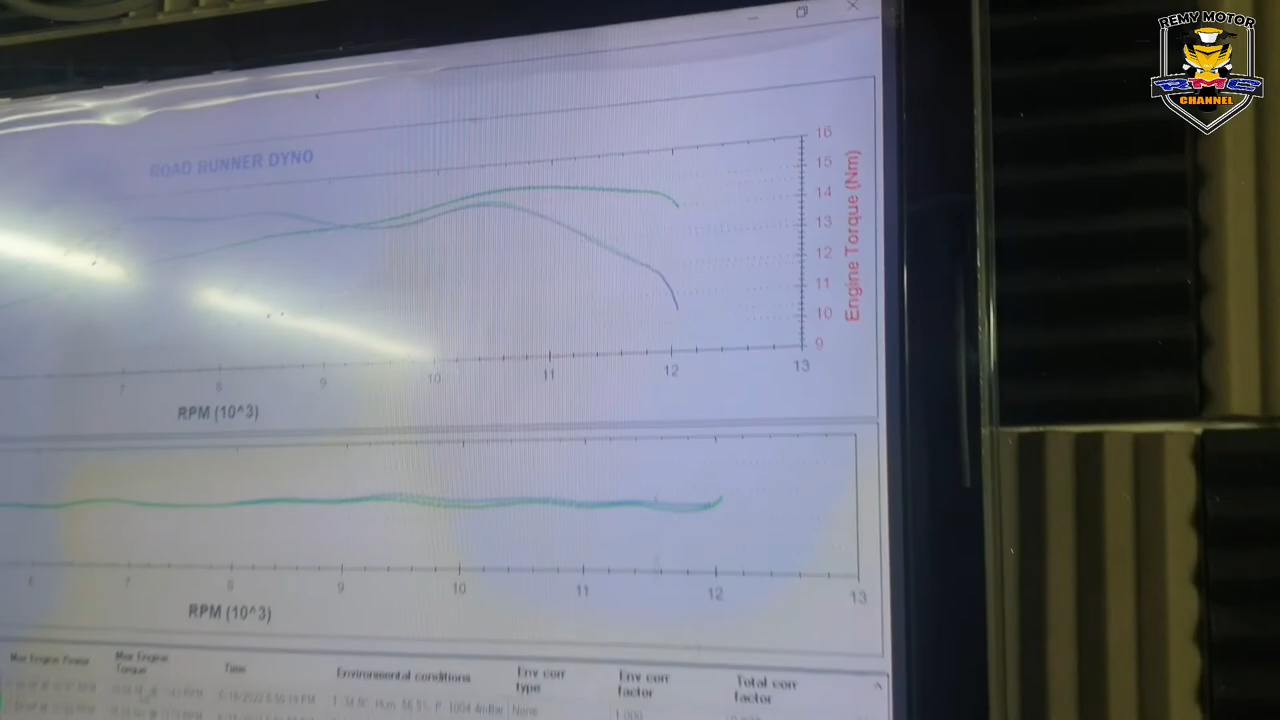 REMY MOTOR
RMC
CHANNEL
ROAD RUNNER DYNO
16
15
14
13
12
11
10
9
Engine Torque (Nm)
7 8 9 10 11 12 13
RPM (10^3)
6 7 8 9 10 11 12 13
RPM (10^3)
Max Engine Power
Max Engine Torque
Time
Environmental conditions
Env corr type
Env corr factor
Total corr factor
None
1.000